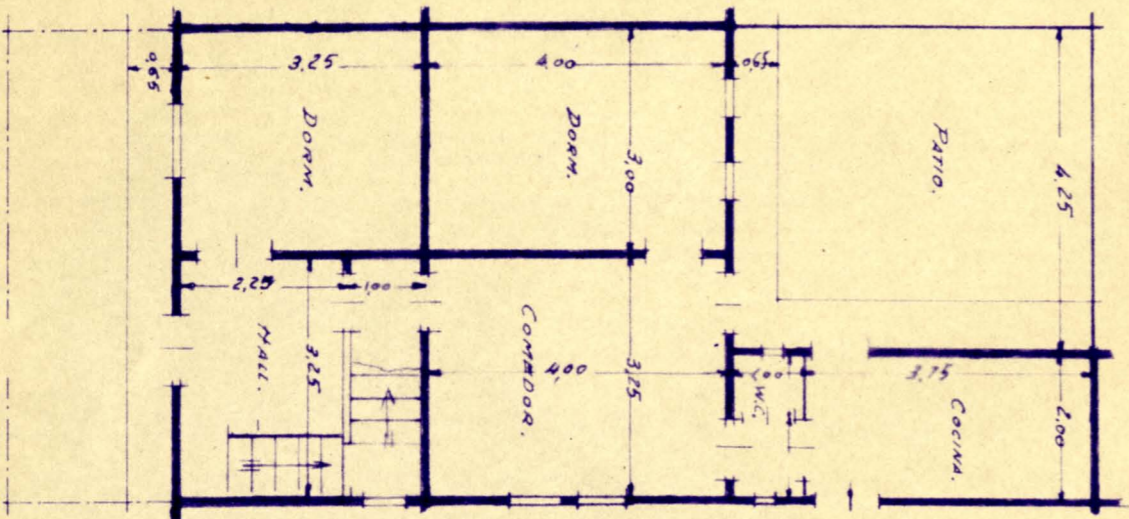 0,65
3,25
4,00
0,65
DORM.
DORM.
3,00
PATIO.
4,25
2,25
1,00
HALL.
3,25
COMEDOR.
4,00
3,25
1,00
W.C.
3,75
COCINA.
2,00